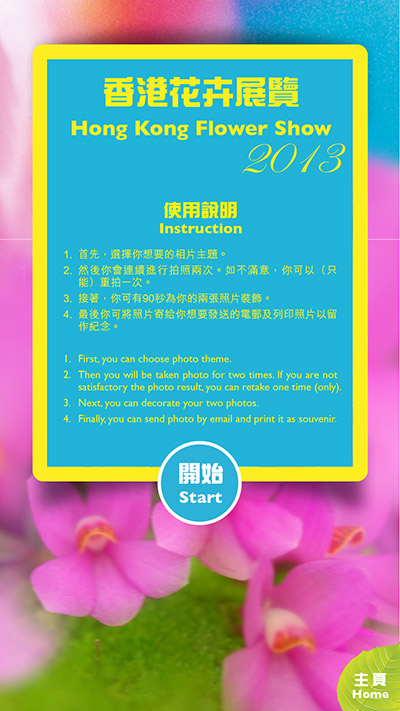 香港花卉展覽
Hong Kong Flower Show
2013
使用說明
Instruction
1. 首先，選擇你想要的相片主題。
2. 然後你會連續進行拍照兩次。如不滿意，你可以（只
能）重拍一次。
3. 接著，你可有90秒為你的兩張照片裝飾。
4. 最後你可將照片寄給你想要發送的電郵及列印照片以留
作紀念。
1. First, you can choose photo theme.
2. Then you will be taken photo for two times. If you are not
satisfactory the photo result, you can retake one time (only).
3. Next, you can decorate your two photos.
4. Finally, you can send photo by email and print it as souvenir.
開始
Start
主頁
Home